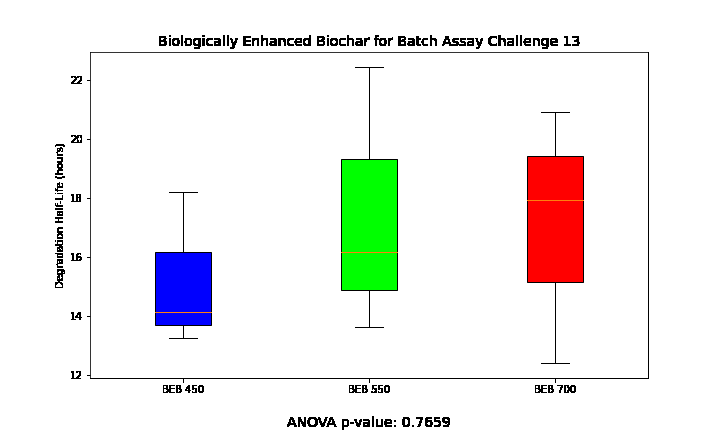 Biologically Enhanced Biochar for Batch Assay Challenge 13
Degradation Half-Life (hours)
22
20
18
16
14
12
BEB 450
BEB 550
BEB 700
ANOVA p-value: 0.7659